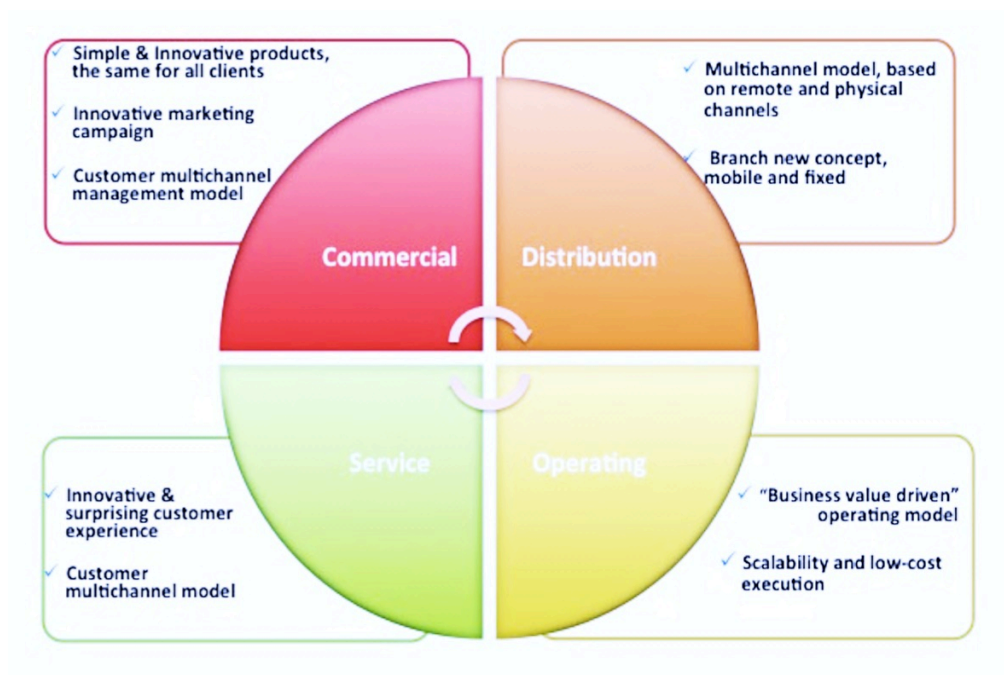 Simple & Innovative products,
the same for all clients
Innovative marketing
campaign
Customer multichannel
management model
Multichannel model, based
on remote and physical
channels
Branch new concept,
mobile and fixed
Commercial
Distribution
Service
Operating
Innovative &
surprising customer
experience
Customer
multichannel model
“Business value driven”
operating model
Scalability and low-cost
execution